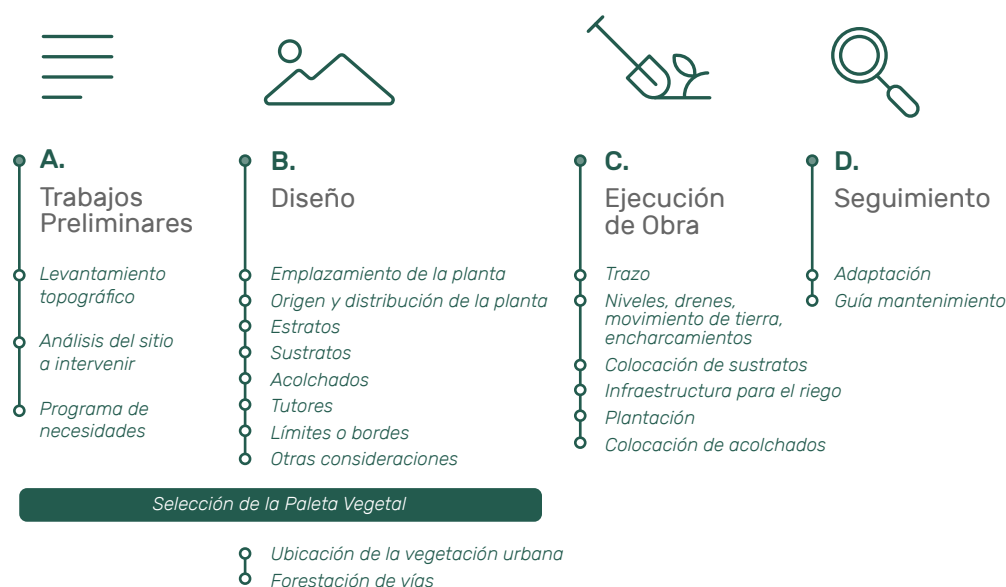 A.
Trabajos
Preliminares
Levantamiento
topográfico
Análisis del sitio
a intervenir
Programa de
necesidades
B.
Diseño
Emplazamiento de la planta
Origen y distribución de la planta
Estratos
Sustratos
Acolchados
Tutores
Límites o bordes
Otras consideraciones
C.
Ejecución
de Obra
Trazo
Niveles, drenes,
movimiento de tierra,
encharcamientos
Colocación de sustratos
Infraestructura para el riego
Plantación
Colocación de acolchados
D.
Seguimiento
Adaptación
Guía mantenimiento
Selección de la Paleta Vegetal
Ubicación de la vegetación urbana
Forestación de vías